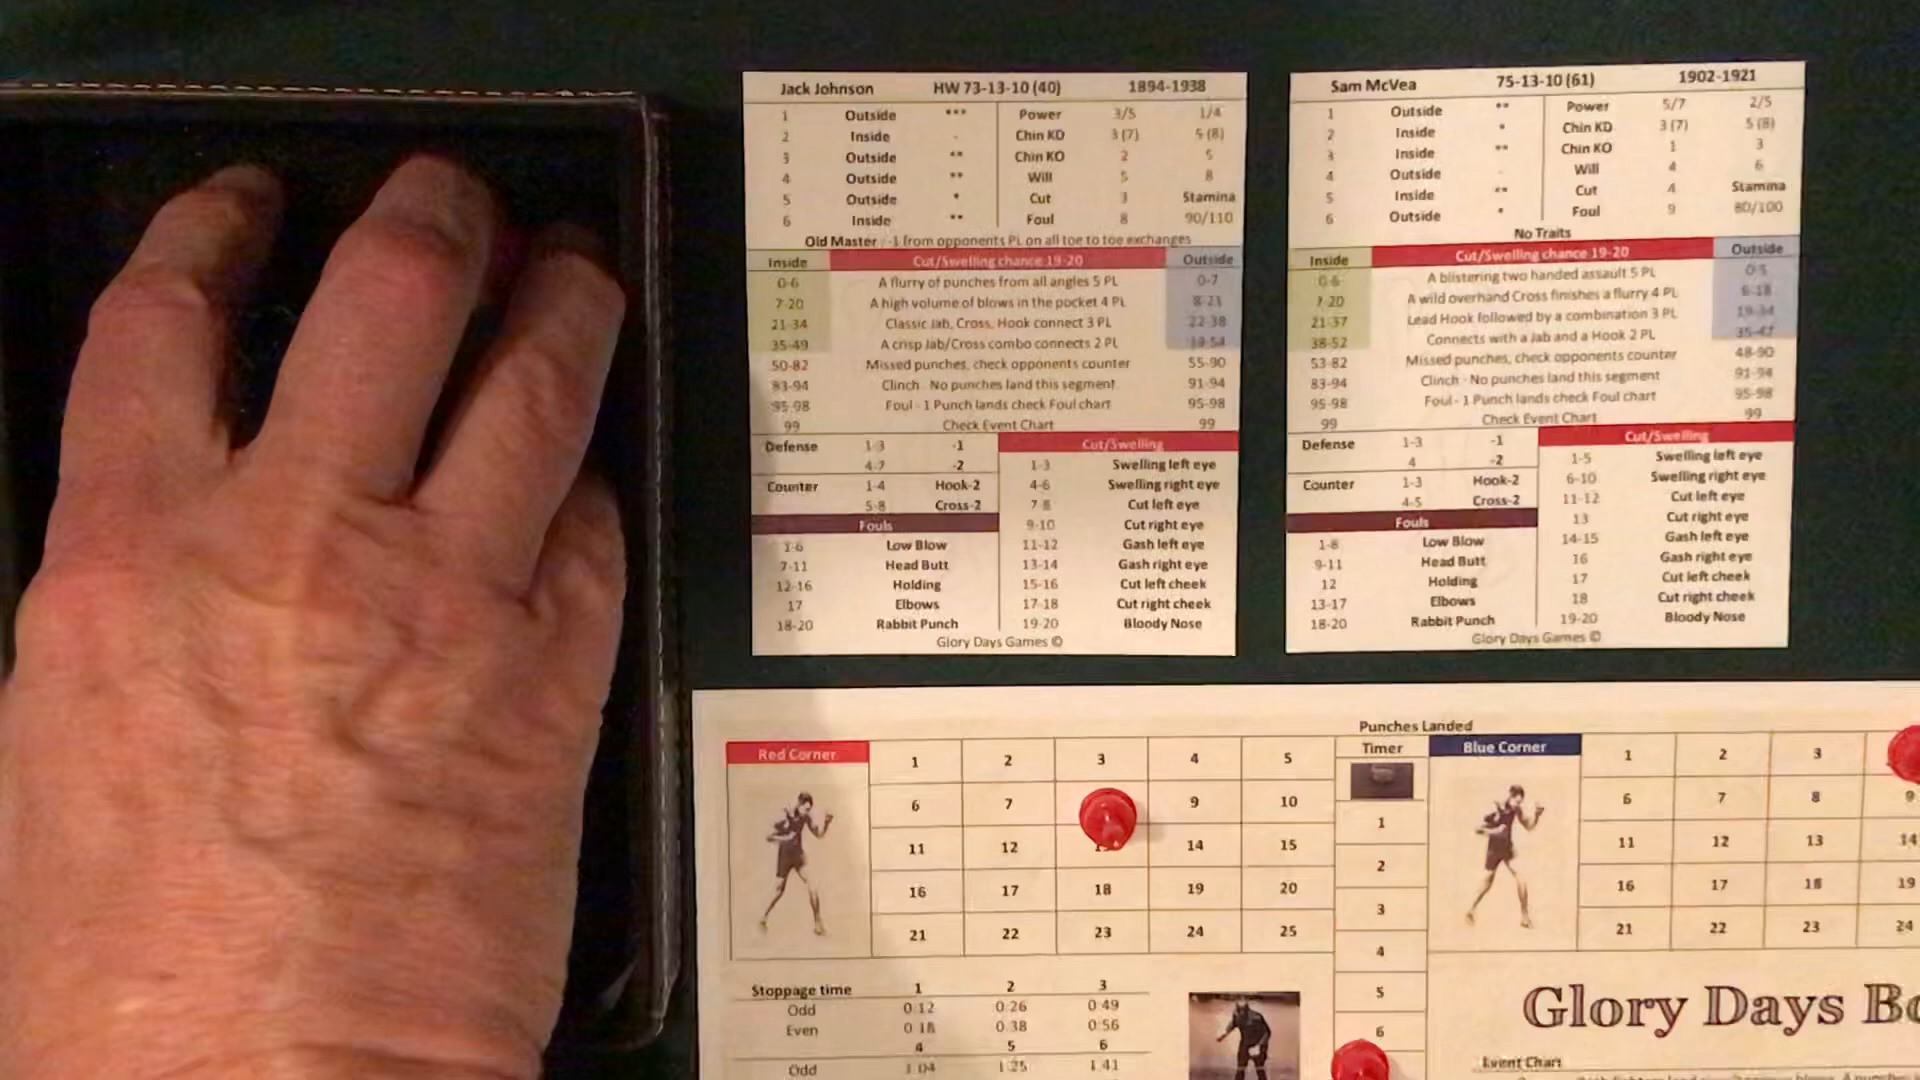 Jack Johnson HW 73-13-10 (40) 1894-1938
1 Outside *** Power 3/5 1/4
2 Inside - Chin KD 3 (7) 5 (8)
3 Outside ** Chin KO 2 5
4 Outside ** Will 5 8
5 Outside * Cut 3 Stamina
6 Inside ** Foul 8 90/110
Old Master : -1 from opponents PL on all toe to toe exchanges
Inside Cut/Swelling chance 19-20 Outside
0-6 A flurry of punches from all angles 5 PL 0-7
7-20 A high volume of blows in the pocket 4 PL 8-21
21-34 Classic Jab, Cross, Hook connect 3 PL 22-38
35-49 A crisp Jab/Cross combo connects 2 PL 39-54
50-82 Missed punches, check opponents counter 55-90
83-94 Clinch - No punches land this segment 91-94
95-98 Foul - 1 Punch lands check Foul chart 95-98
99 Check Event Chart 99
Defense 1-3 -1 Cut/Swelling
4-7 -2 1-3 Swelling left eye
Counter 1-4 Hook-2 4-6 Swelling right eye
5-8 Cross-2 7-8 Cut left eye
Fouls 9-10 Cut right eye
1-6 Low Blow 11-12 Gash left eye
7-11 Head Butt 13-14 Gash right eye
12-16 Holding 15-16 Cut left cheek
17 Elbows 17-18 Cut right cheek
18-20 Rabbit Punch 19-20 Bloody Nose
Glory Days Games ©
Sam McVea 75-13-10 (61) 1902-1921
1 Outside ** Power 5/7 2/5
2 Inside * Chin KD 3 (7) 5 (8)
3 Inside ** Chin KO 1 3
4 Outside - Will 4 6
5 Inside ** Cut 4 Stamina
6 Outside * Foul 9 80/100
No Traits
Inside Cut/Swelling chance 19-20 Outside
0-6 A blistering two handed assault 5 PL 0-5
7-20 A wild overhand Cross finishes a flurry 4 PL 6-18
21-37 Lead Hook followed by a combination 3 PL 19-34
38-52 Connects with a Jab and a Hook 2 PL 35-47
53-82 Missed punches, check opponents counter 48-90
83-94 Clinch - No punches land this segment 91-94
95-98 Foul - 1 Punch lands check Foul chart 95-98
99 Check Event Chart 99
Defense 1-3 -1 Cut/Swelling
4 -2 1-5 Swelling left eye
Counter 1-3 Hook-2 6-10 Swelling right eye
4-5 Cross-2 11-12 Cut left eye
Fouls 13 Cut right eye
1-8 Low Blow 14-15 Gash left eye
9-11 Head Butt 16 Gash right eye
12 Holding 17 Cut left cheek
13-17 Elbows 18 Cut right cheek
18-20 Rabbit Punch 19-20 Bloody Nose
Glory Days Games ©
Punches Landed
Red Corner 1 2 3 4 5 Timer Blue Corner 1 2 3
6 7 9 10 6 7 8 9
11 12 13 14 15 1 11 12 13 14
16 17 18 19 20 2 16 17 18 19
21 22 23 24 25 3 21 22 23 24
4
5
6
Stoppage time 1 2 3
Odd 0:12 0:26 0:49
Even 0:18 0:38 0:56
4 5 6
Odd 1:04 1:25 1:41
Glory Days Bo
Event Chart